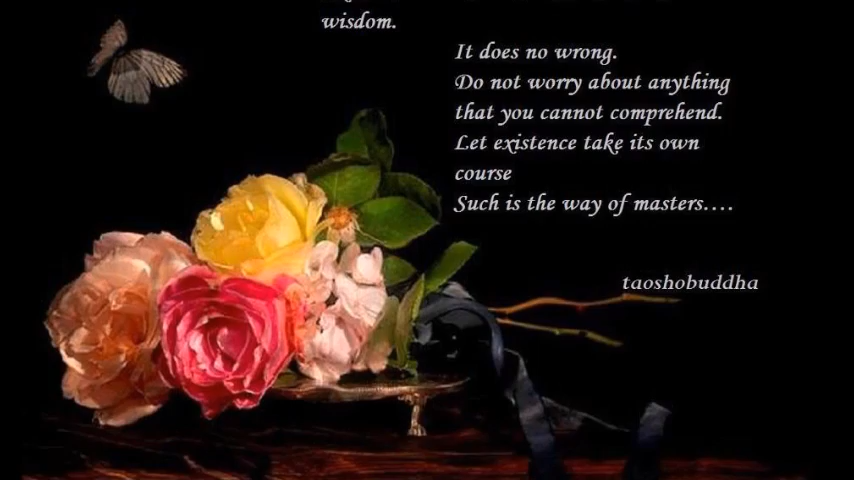 wisdom.
It does no wrong.
Do not worry about anything
that you cannot comprehend.
Let existence take its own
course
Such is the way of masters….
taoshobuddha